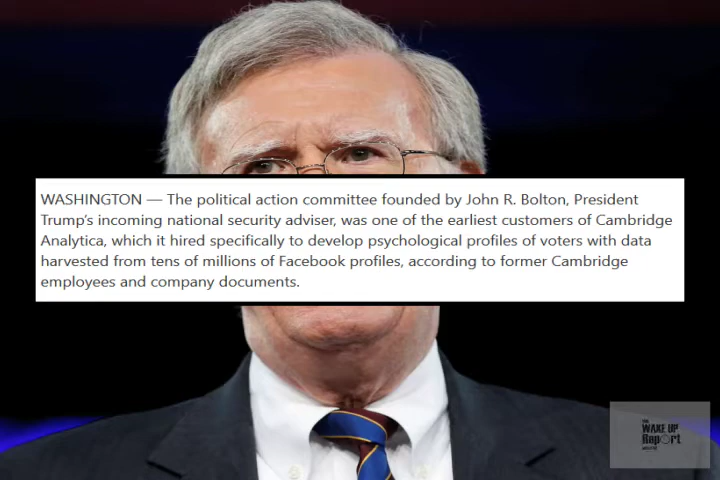 WASHINGTON — The political action committee founded by John R. Bolton, President
Trump's incoming national security adviser, was one of the earliest customers of Cambridge
Analytica, which it hired specifically to develop psychological profiles of voters with data
harvested from tens of millions of Facebook profiles, according to former Cambridge
employees and company documents.
THE
WAKE UP
RepOrt